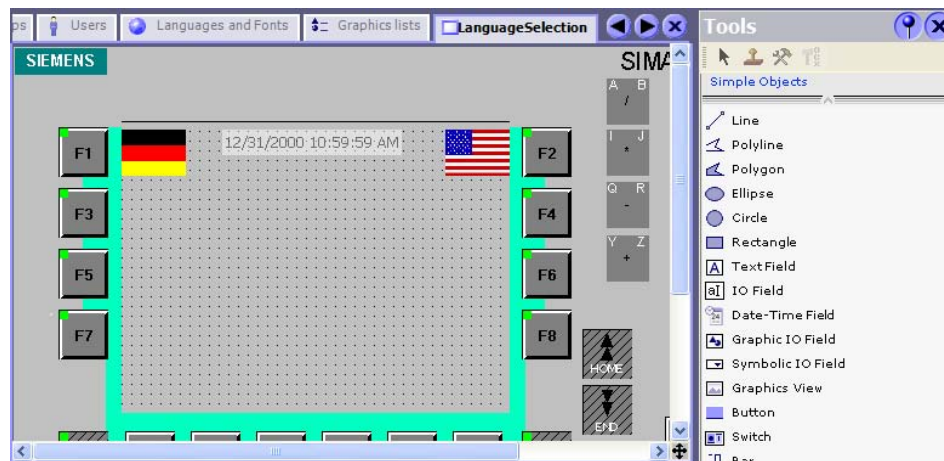 ps Users Languages and Fonts Graphics lists LanguageSelection
Tools
SIEMENS
SIMA
Simple Objects
A B
/
Line
F1
12/31/2000 10:59:59 AM
F2
I J
*
Polyline
Polygon
Q R
-
Ellipse
F3
F4
Circle
Y Z
+
Rectangle
F5
F6
Text Field
IO Field
F7
F8
Date-Time Field
Graphic IO Field
HOME
Symbolic IO Field
Graphics View
Button
END
Switch
Bar